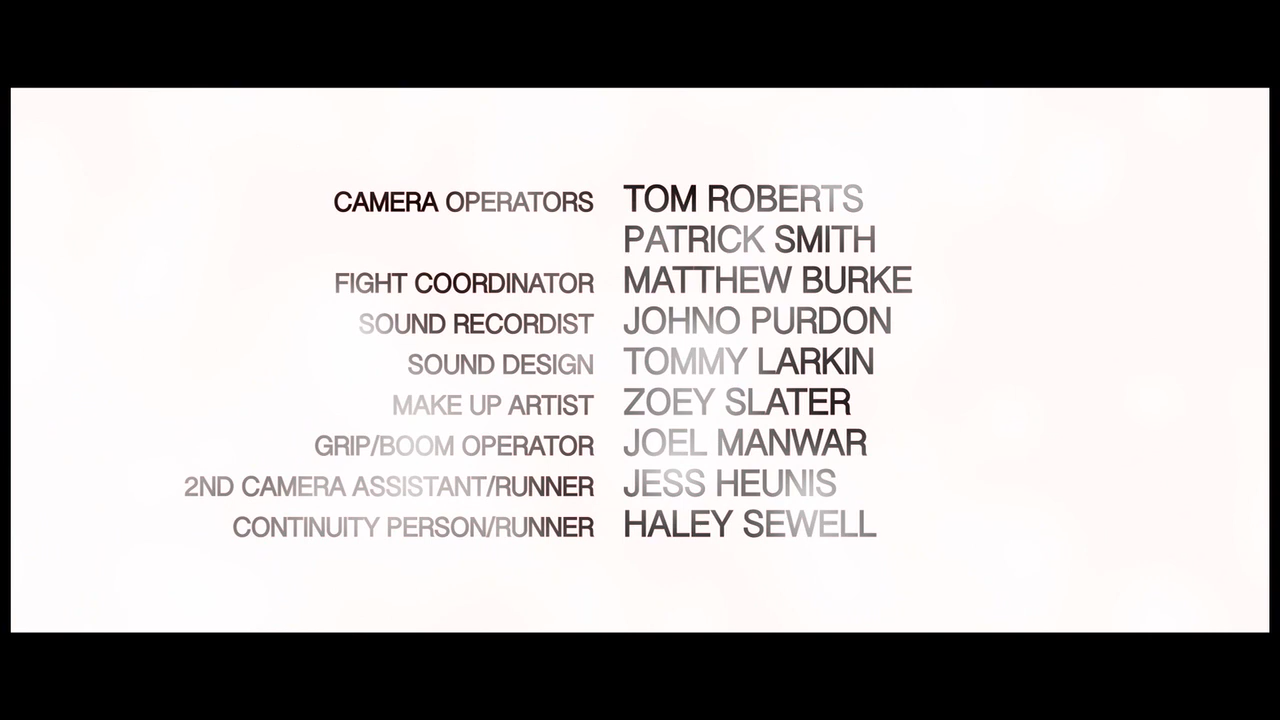 CAMERA OPERATORS TOM ROBERTS
PATRICK SMITH
FIGHT COORDINATOR MATTHEW BURKE
SOUND RECORDIST JOHNO PURDON
SOUND DESIGN TOMMY LARKIN
MAKE UP ARTIST ZOEY SLATER
GRIP/BOOM OPERATOR JOEL MANWAR
2ND CAMERA ASSISTANT/RUNNER JESS HEUNIS
CONTINUITY PERSON/RUNNER HALEY SEWELL